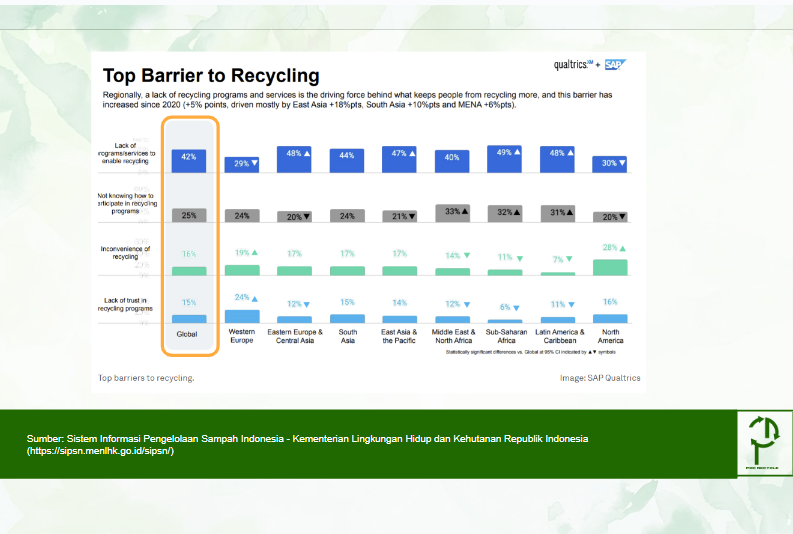 qualtrics.XM + SAP
Top Barrier to Recycling
Regionally, a lack of recycling programs and services is the driving force behind what keeps people from recycling more, and this barrier has
increased since 2020 (+5% points, driven mostly by East Asia +18%pts, South Asia +10%pts and MENA +6%pts).
Lack of
rograms/services to
enable recycling
42% 29% ▼ 48% ▲ 44% 47% ▲ 40% 49% ▲ 48% ▲ 30% ▼
Not knowing how to
articipate in recycling
programs
25% 24% 20% ▼ 24% 21% ▼ 33% ▲ 32% ▲ 31% ▲ 20% ▼
Inconvenience of
recycling
16% 19% ▲ 17% 17% 17% 14% ▼ 11% ▼ 7% ▼ 28% ▲
Lack of trust in
recycling programs
15% 24% ▲ 12% ▼ 15% 14% 12% ▼ 6% ▼ 11% ▼ 16%
Global
Western
Europe
Eastern Europe &
Central Asia
South
Asia
East Asia &
the Pacific
Middle East &
North Africa
Sub-Saharan
Africa
Latin America &
Caribbean
North
America
Statistically significant differences vs. Global at 95% CI indicated by ▲▼ symbols
Top barriers to recycling.
Image: SAP Qualtrics
Sumber: Sistem Informasi Pengelolaan Sampah Indonesia - Kementerian Lingkungan Hidup dan Kehutanan Republik Indonesia
(https://sipsn.menlhk.go.id/sipsn/)